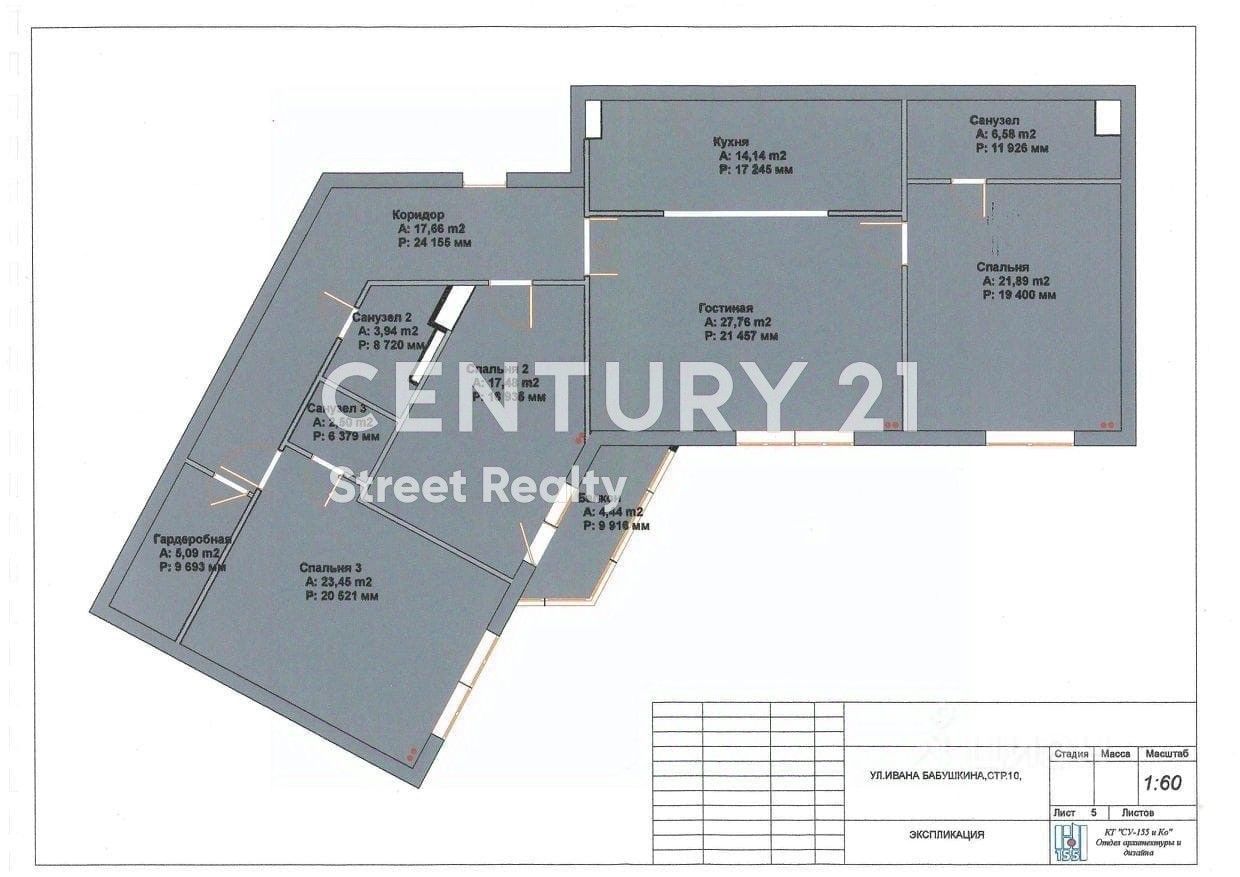 Санузел
А: 6,58 m2
Р: 11 926 мм
Кухня
А: 14,14 m2
Р: 17 245 мм
Коридор
А: 17,66 m2
Р: 24 155 мм
Спальня
А: 21,89 m2
Р: 19 400 мм
Гостиная
А: 27,76 m2
Р: 21 457 мм
Санузел 2
А: 3,94 m2
Р: 8 720 мм
Спальня 2
А: 17,48 m2
Р: 936 мм
CENTURY 21
Street Realty
Санузел 3
А: 2,50 m2
Р: 6 379 мм
Балкон
А: 4,44 m2
Р: 9 916 мм
Гардеробная
А: 5,09 m2
Р: 9 693 мм
Спальня 3
А: 23,45 m2
Р: 20 521 мм
УЛ.ИВАНА БАБУШКИНА,СТР.10,
Стадия Масса Масштаб
1:60
Лист 5 Листов
ЭКСПЛИКАЦИЯ
155
КТ "СУ-155 и Ко"
Отдел архитектуры и
дизайна